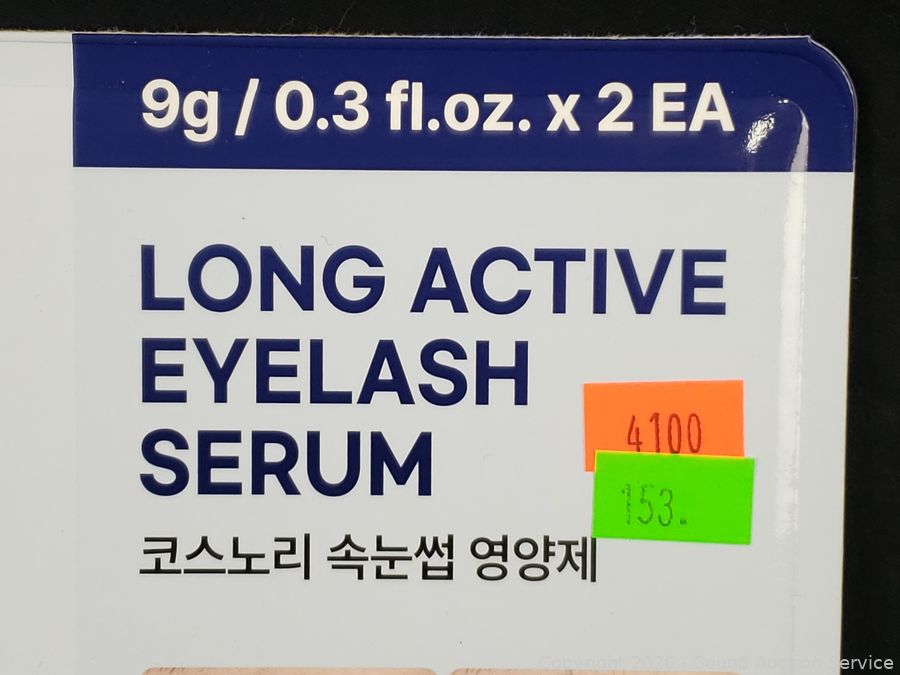 9g / 0.3 fl.oz. x 2 EA
LONG ACTIVE
EYELASH
SERUM
4100
153.
코스노리 속눈썹 영양제
Copyright 2026 - Sound Auction Service